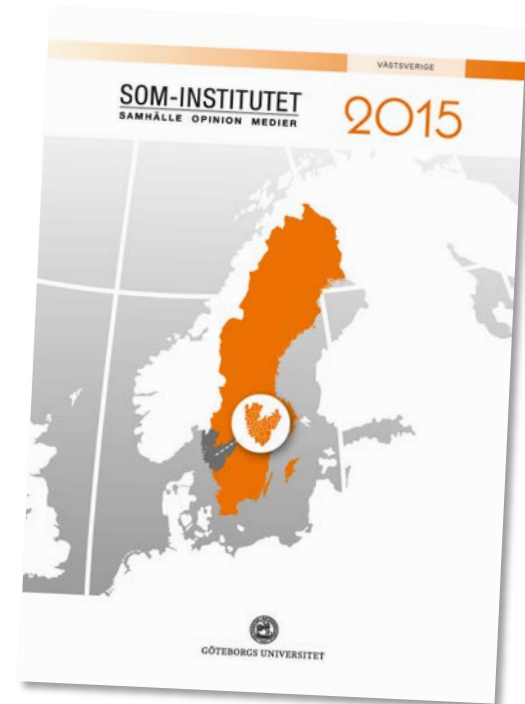 VÄSTSVERIGE
SOM-INSTITUTET
SAMHÄLLE OPINION MEDIER
2015
GÖTEBORGS UNIVERSITET